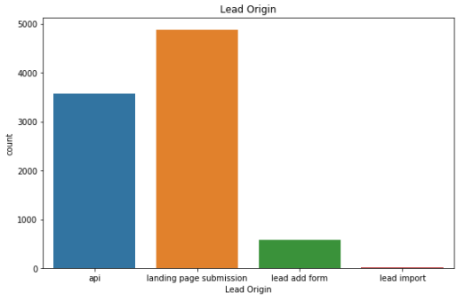 Lead Origin
5000
4000
3000
2000
1000
0
count
api landing page submission lead add form lead import
Lead Origin